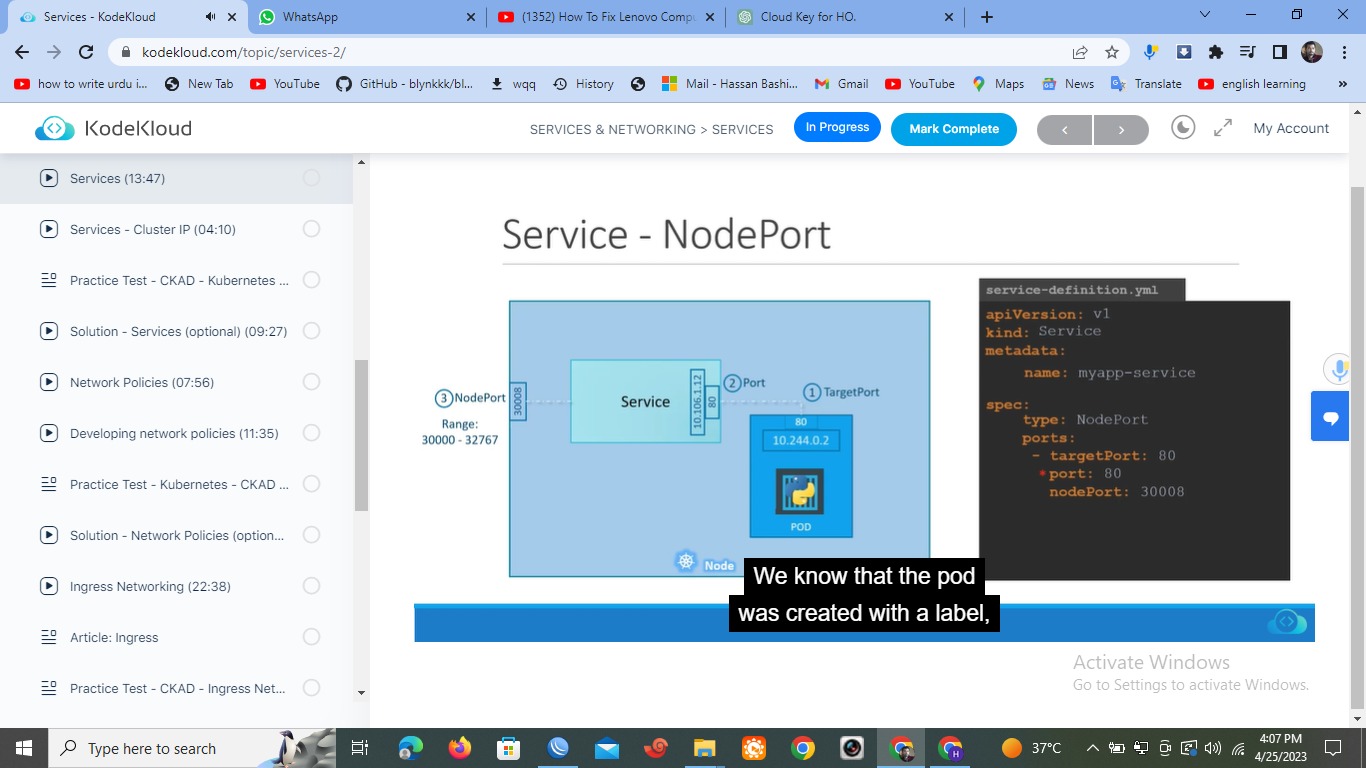 Services - KodeKloud
WhatsApp
(1352) How To Fix Lenovo Compu
Cloud Key for HO.
kodekloud.com/topic/services-2/
how to write urdu i...
New Tab
YouTube
GitHub - blynkkk/bl...
wqq
History
Mail - Hassan Bashi...
Gmail
YouTube
Maps
News
Translate
english learning
»
KodeKloud
SERVICES & NETWORKING > SERVICES
In Progress
Mark Complete
My Account
Services (13:47)
Services - Cluster IP (04:10)
Practice Test - CKAD - Kubernetes ...
Solution - Services (optional) (09:27)
Network Policies (07:56)
Developing network policies (11:35)
Practice Test - Kubernetes - CKAD ...
Solution - Network Policies (option...
Ingress Networking (22:38)
Article: Ingress
Practice Test - CKAD - Ingress Net...
Service - NodePort
3 NodePort
Range:
30000 - 32767
30008
Service
10.106.1.12
80
2 Port
1 TargetPort
80
10.244.0.2
POD
Node
service-definition.yml
apiVersion: v1
kind: Service
metadata:
name: myapp-service
spec:
type: NodePort
ports:
- targetPort: 80
* port: 80
nodePort: 30008
We know that the pod
was created with a label,
Activate Windows
Go to Settings to activate Windows.
Type here to search
H
37°C
4:07 PM
4/25/2023